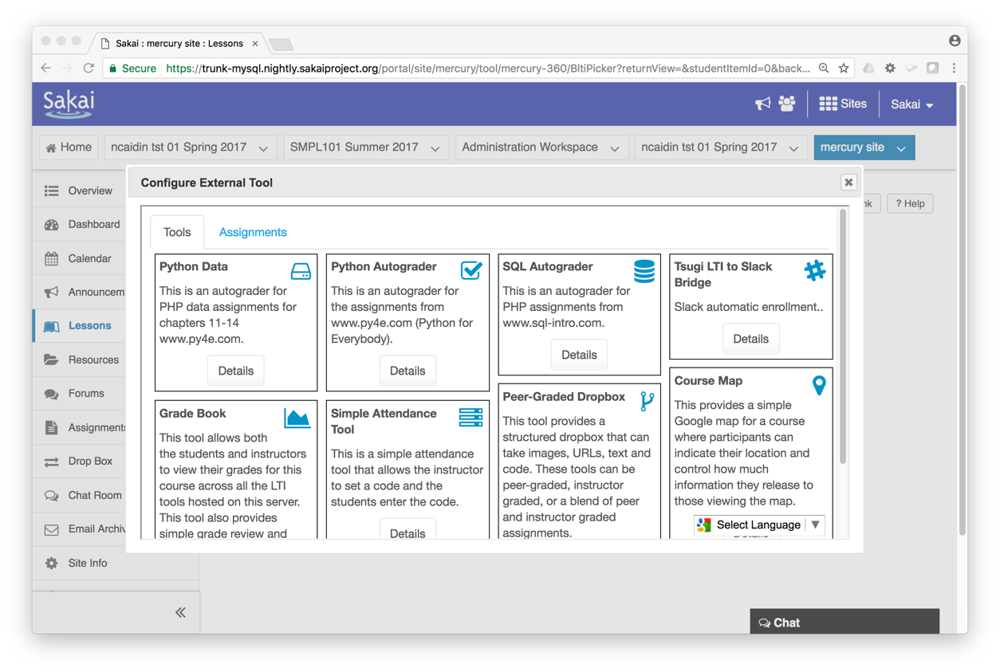 Sakai : mercury site : Lessons
Secure
https://trunk-mysql.nightly.sakaiproject.org/portal/site/mercury/tool/mercury-360/BltiPicker?returnView=&studentItemId=0&back...
Sakai
Sites
Sakai
Home
ncaidin tst 01 Spring 2017
SMPL101 Summer 2017
Administration Workspace
ncaidin tst 01 Spring 2017
mercury site
Overview
Dashboard
Calendar
Announcem
Lessons
Resources
Forums
Assignments
Drop Box
Chat Room
Email Archiv
Site Info
nk
? Help
Configure External Tool
Tools
Assignments
Python Data
This is an autograder for
PHP data assignments for
chapters 11-14
www.py4e.com.
Details
Python Autograder
This is an autograder for
the assignments from
www.py4e.com (Python for
Everybody).
Details
SQL Autograder
This is an autograder for
PHP assignments from
www.sql-intro.com.
Details
Tsugi LTI to Slack
Bridge
Slack automatic enrollment..
Details
Grade Book
This tool allows both
the students and instructors
to view their grades for this
course across all the LTI
tools hosted on this server.
This tool also provides
simple grade review and
Simple Attendance
Tool
This is a simple attendance
tool that allows the instructor
to set a code and the
students enter the code.
Details
Peer-Graded Dropbox
This tool provides a
structured dropbox that can
take images, URLs, text and
code. These tools can be
peer-graded, instructor
graded, or a blend of peer
and instructor graded
assignments.
Course Map
This provides a simple
Google map for a course
where participants can
indicate their location and
control how much
information they release to
those viewing the map.
Select Language
Chat